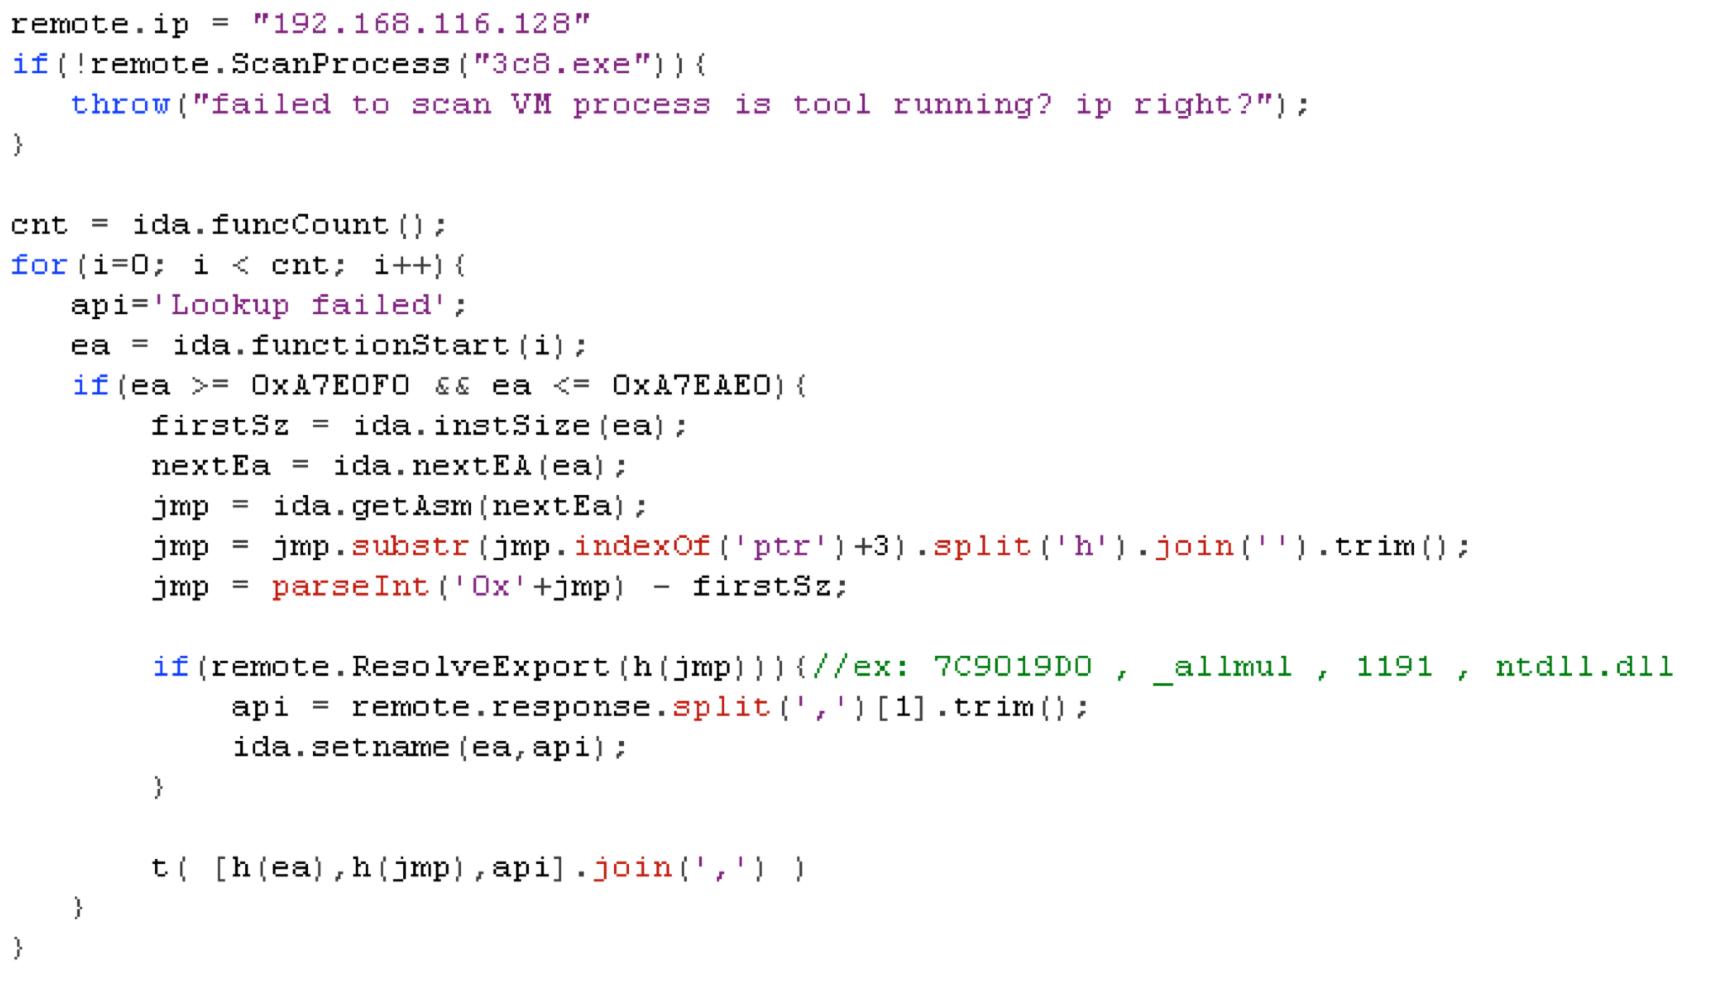 remote.ip = "192.168.116.128"
if(!remote.ScanProcess("3c8.exe")){
   throw("failed to scan VM process is tool running? ip right?");
}

cnt = ida.funcCount();
for(i=0; i < cnt; i++){
   api='Lookup failed';
   ea = ida.functionStart(i);
   if(ea >= 0xA7E0F0 && ea <= 0xA7EAE0){
       firstSz = ida.instSize(ea);
       nextEa = ida.nextEA(ea);
       jmp = ida.getAsm(nextEa);
       jmp = jmp.substr(jmp.indexOf('ptr')+3).split('h').join('').trim();
       jmp = parseInt('0x'+jmp) - firstSz;

       if(remote.ResolveExport(h(jmp))){//ex: 7C9019D0 , _allmul , 1191 , ntdll.dll
           api = remote.response.split(',')[1].trim();
           ida.setname(ea,api);
       }

       t( [h(ea),h(jmp),api].join(',') )
   }
}